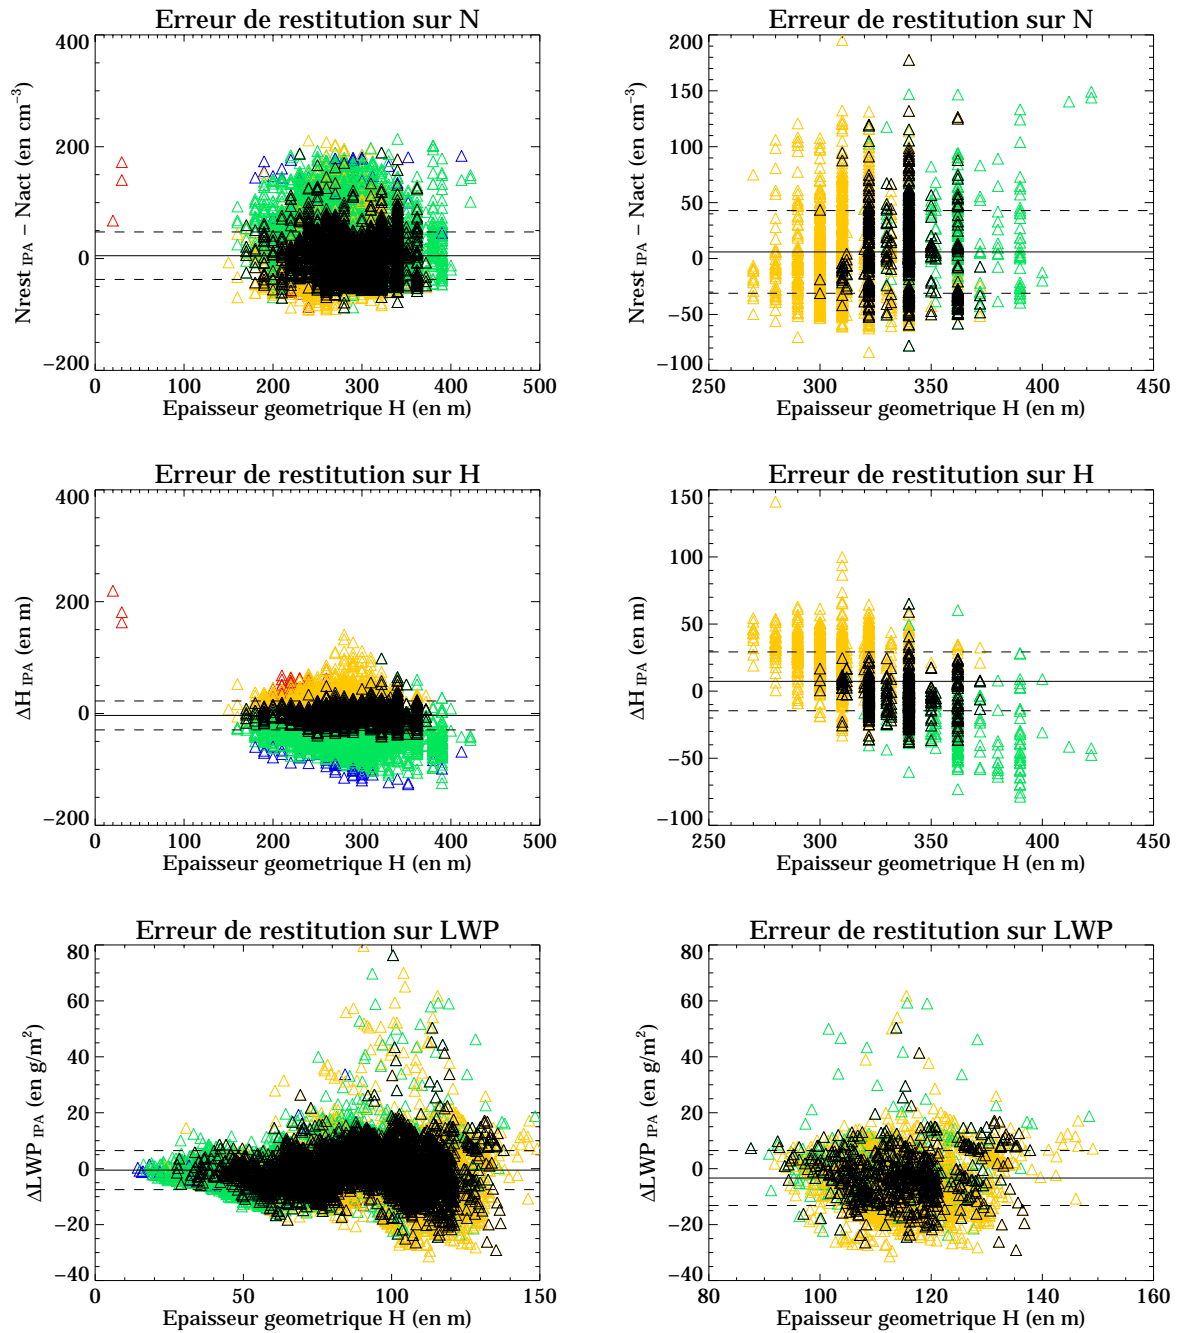 Erreur de restitution sur N
Erreur de restitution sur N
400
200
0
−200
Nrest IPA − Nact (en cm−3)
0 100 200 300 400 500
Epaisseur geometrique H (en m)
200
150
100
50
0
−50
−100
Nrest IPA − Nact (en cm−3)
250 300 350 400 450
Epaisseur geometrique H (en m)
Erreur de restitution sur H
Erreur de restitution sur H
400
200
0
−200
ΔH IPA (en m)
0 100 200 300 400 500
Epaisseur geometrique H (en m)
150
100
50
0
−50
−100
ΔH IPA (en m)
250 300 350 400 450
Epaisseur geometrique H (en m)
Erreur de restitution sur LWP
Erreur de restitution sur LWP
80
60
40
20
0
−20
−40
ΔLWP IPA (en g/m2)
0 50 100 150
Epaisseur geometrique H (en m)
80
60
40
20
0
−20
−40
ΔLWP IPA (en g/m2)
80 100 120 140 160
Epaisseur geometrique H (en m)